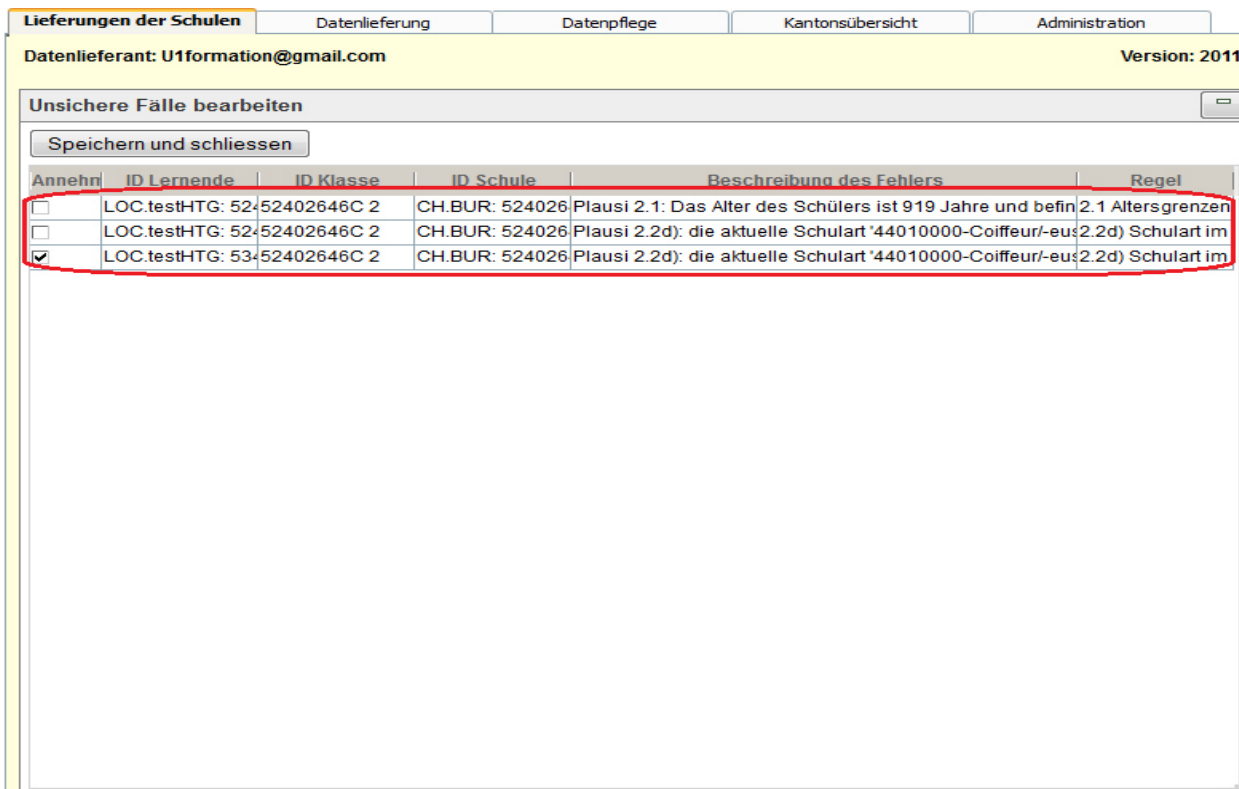 Lieferungen der Schulen Datenlieferung Datenpflege Kantonsübersicht Administration
Datenlieferant: U1formation@gmail.com Version: 2011
Unsichere Fälle bearbeiten
Speichern und schliessen
Annehm ID Lernende ID Klasse ID Schule Beschreibung des Fehlers Regel
LOC.testHTG: 524 52402646C 2 CH.BUR: 524026 Plausi 2.1: Das Alter des Schülers ist 919 Jahre und befin 2.1 Altersgrenzen
LOC.testHTG: 524 52402646C 2 CH.BUR: 524026 Plausi 2.2d): die aktuelle Schulart '44010000-Coiffeur/-eus 2.2d) Schulart im
LOC.testHTG: 534 52402646C 2 CH.BUR: 524026 Plausi 2.2d): die aktuelle Schulart '44010000-Coiffeur/-eus 2.2d) Schulart im